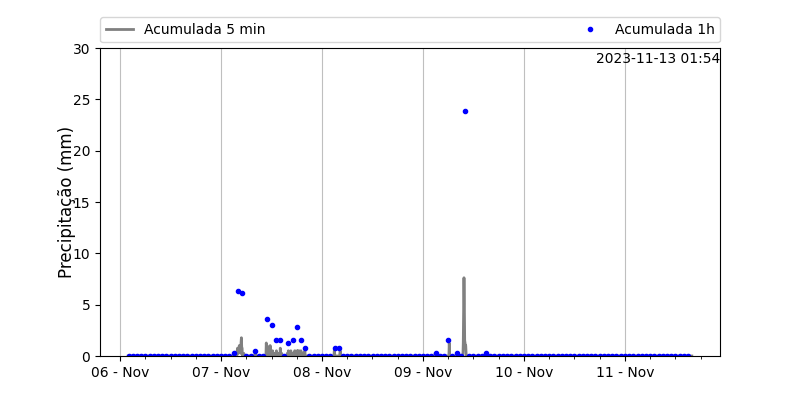 Acumulada 5 min
Acumulada 1h
2023-11-13 01:54
Precipitação (mm)
30
25
20
15
10
5
0
06 - Nov
07 - Nov
08 - Nov
09 - Nov
10 - Nov
11 - Nov